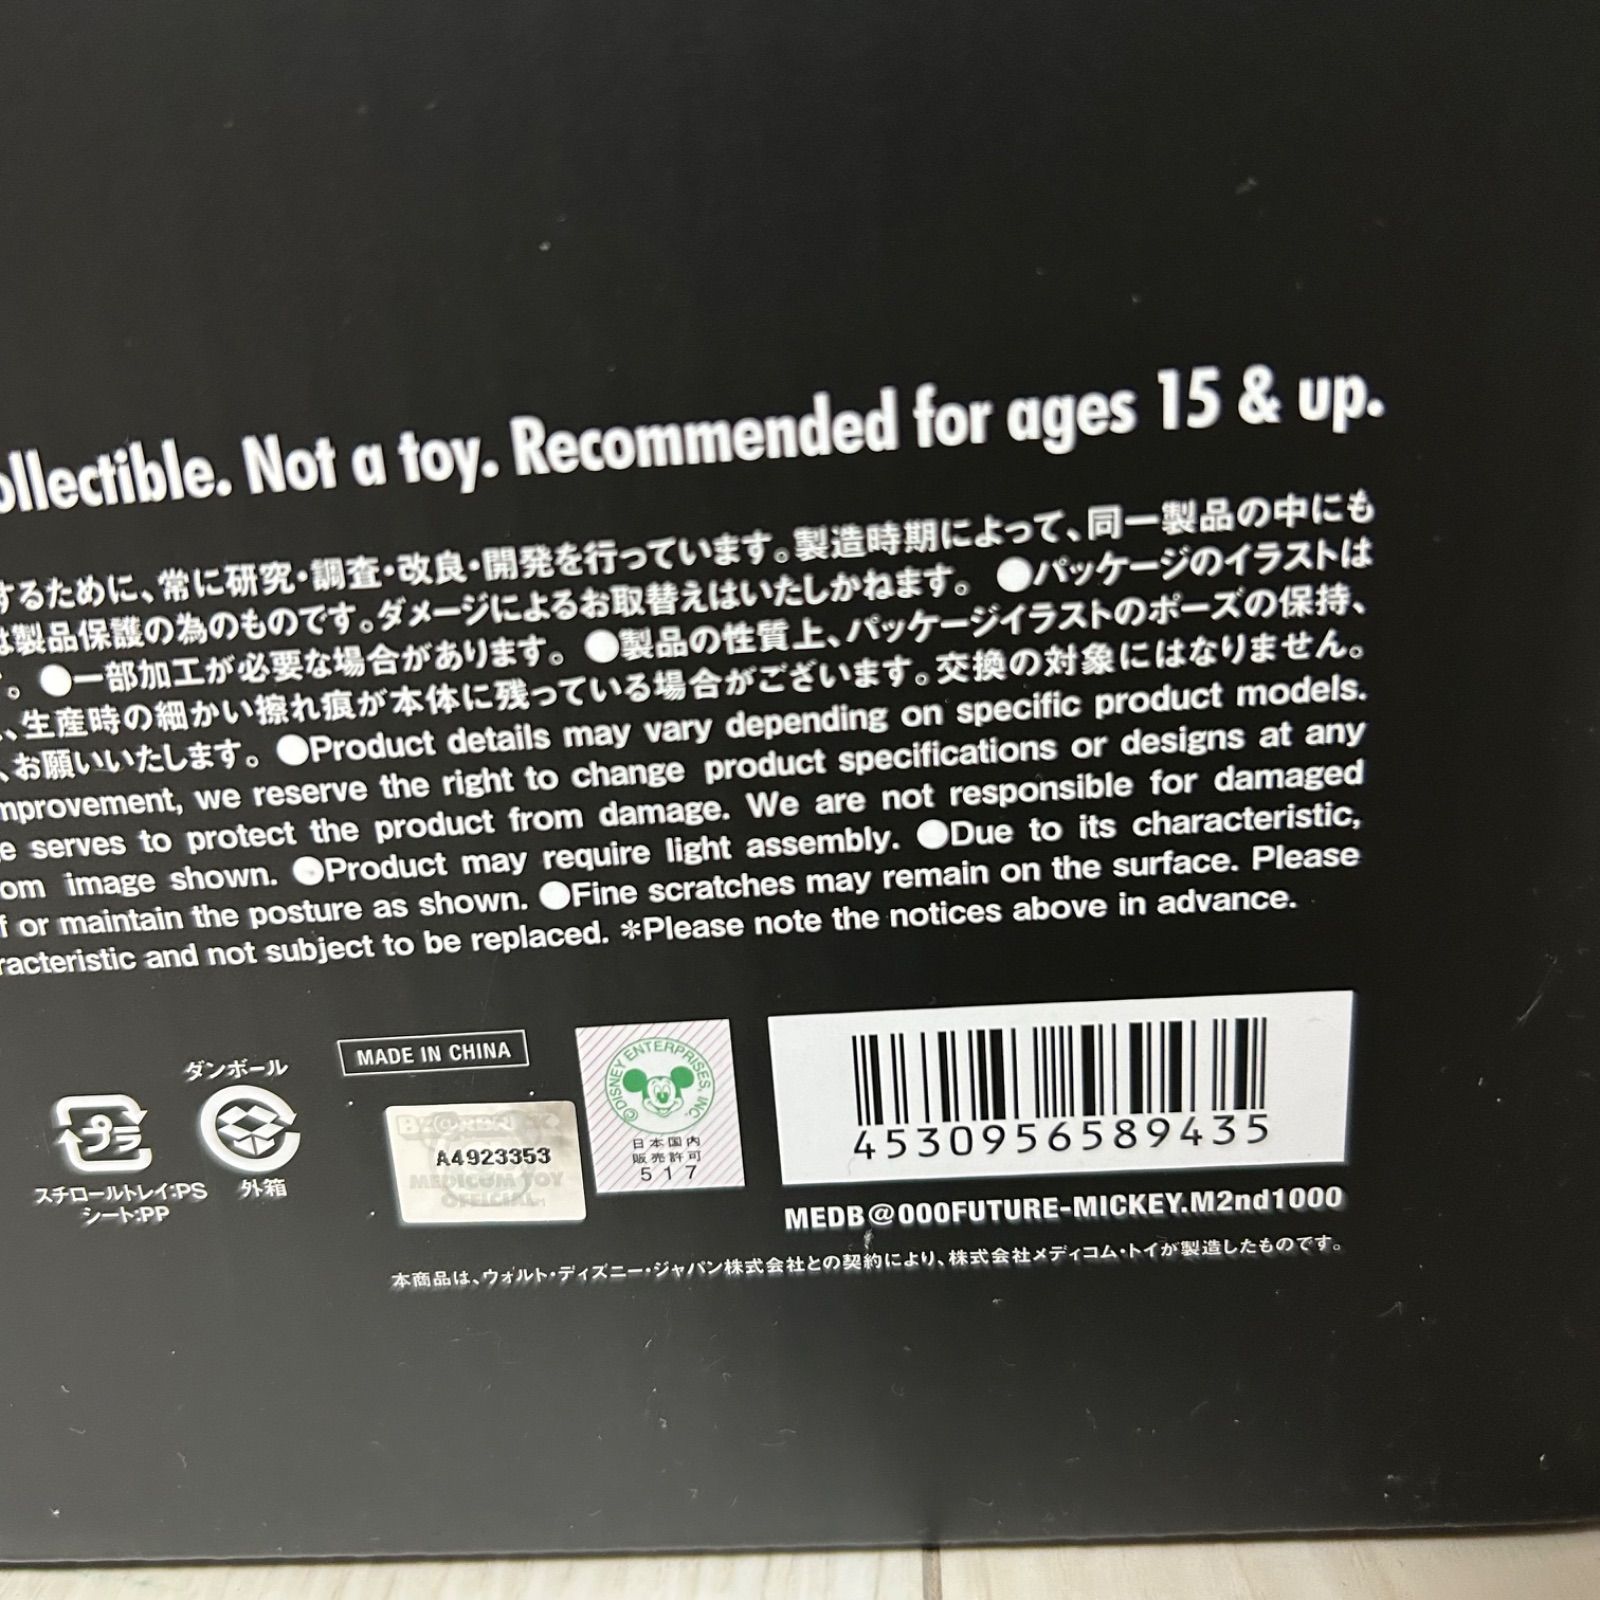 ollectible. Not a toy. Recommended for ages 15 & up.
するために、常に研究・調査・改良・開発を行っています。製造時期によって、同一製品の中にも
は製品保護の為のものです。ダメージによるお取替えはいたしかねます。 ●パッケージのイラストは
。 ●一部加工が必要な場合があります。 ●製品の性質上、パッケージイラストのポーズの保持、
、生産時の細かい擦れ痕が本体に残っている場合がございます。交換の対象にはなりません。
、お願いいたします。 ●Product details may vary depending on specific product models.
mprovement, we reserve the right to change product specifications or designs at any
e serves to protect the product from damage. We are not responsible for damaged
om image shown. ●Product may require light assembly. ●Due to its characteristic,
f or maintain the posture as shown. ●Fine scratches may remain on the surface. Please
racteristic and not subject to be replaced. *Please note the notices above in advance.
MADE IN CHINA
ダンボール
プラ
スチロールトレイ:PS
シート:PP
外箱
BE@RBRICK
A4923353
MEDICOM TOY
OFFICIAL
©DISNEY ENTERPRISES, INC.
日本国内
販売許可
517
4530956589435
MEDB@000FUTURE-MICKEY.M2nd1000
本商品は、ウォルト・ディズニー・ジャパン株式会社との契約により、株式会社メディコム・トイが製造したものです。